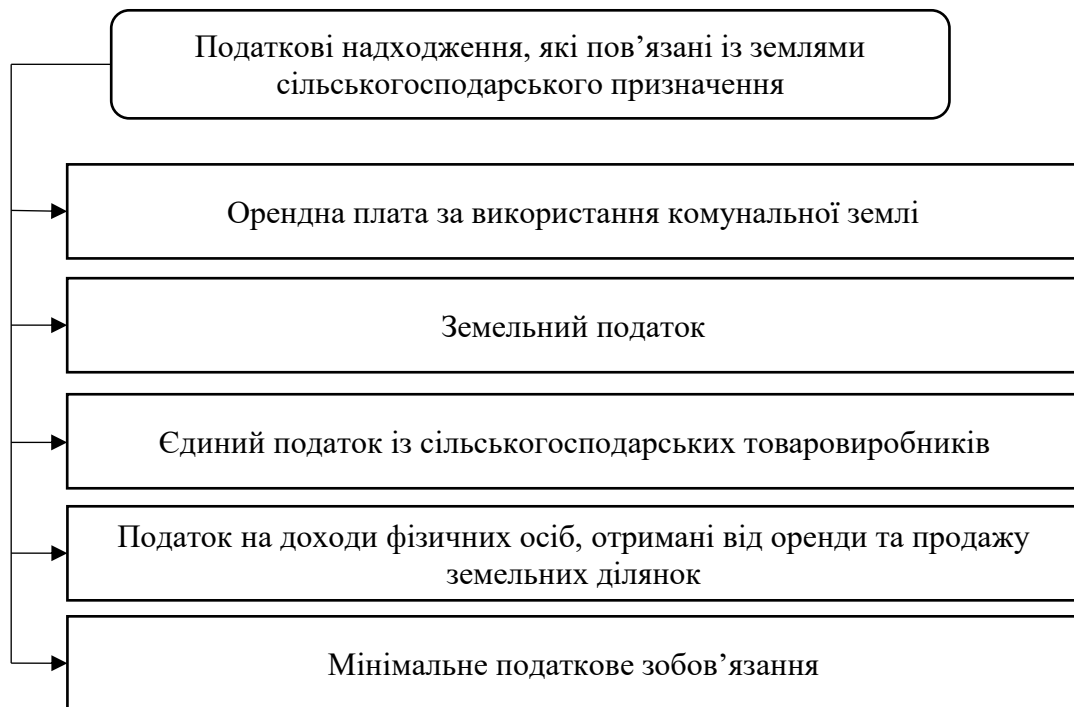 Податкові надходження, які пов’язані із землями
сільськогосподарського призначення
Орендна плата за використання комунальної землі
Земельний податок
Єдиний податок із сільськогосподарських товаровиробників
Податок на доходи фізичних осіб, отримані від оренди та продажу
земельних ділянок
Мінімальне податкове зобов’язання